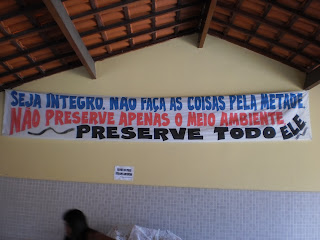 SEJA INTEGRO, NÃO FAÇA AS COISAS PELA METADE,
NÃO PRESERVE APENAS O MEIO AMBIENTE
PRESERVE TODO ELE